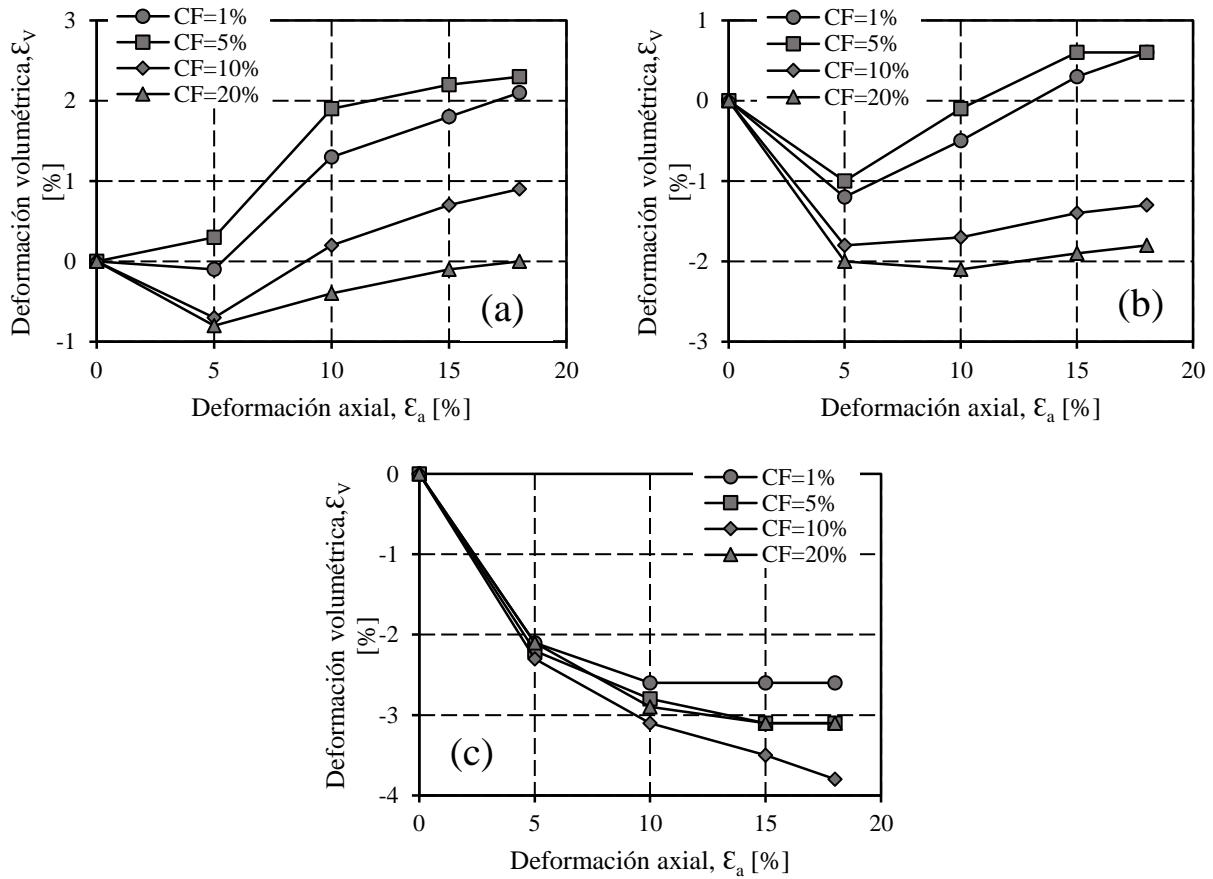 Deformación volumétrica,Ɛv
[%]
3
2
1
0
-1
CF=1%
CF=5%
CF=10%
CF=20%
(a)
0
5
10
15
20
Deformación axial, Ɛa [%]
Deformación volumétrica,Ɛv
[%]
1
0
-1
-2
-3
CF=1%
CF=5%
CF=10%
CF=20%
(b)
0
5
10
15
20
Deformación axial, Ɛa [%]
Deformación volumétrica,Ɛv
[%]
0
-1
-2
-3
-4
CF=1%
CF=5%
CF=10%
CF=20%
(c)
0
5
10
15
20
Deformación axial, Ɛa [%]